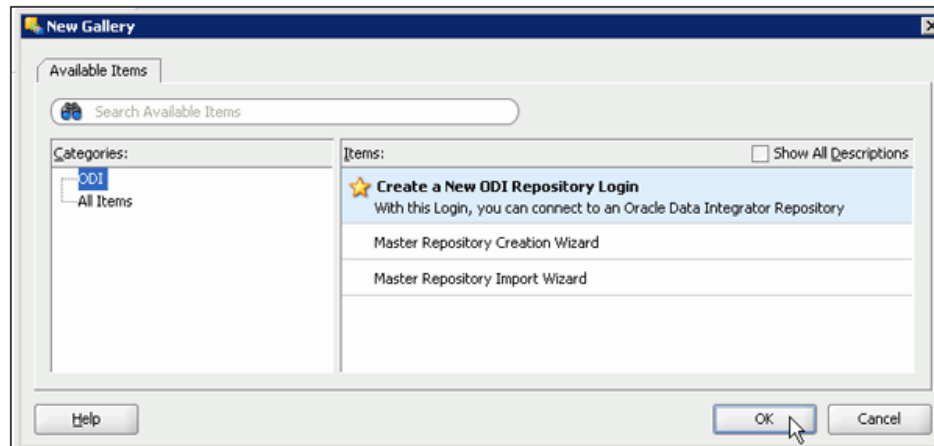 New Gallery
Available Items
Search Available Items
Categories:
ODI
All Items
Items:
Show All Descriptions
Create a New ODI Repository Login
With this Login, you can connect to an Oracle Data Integrator Repository
Master Repository Creation Wizard
Master Repository Import Wizard
Help
OK
Cancel